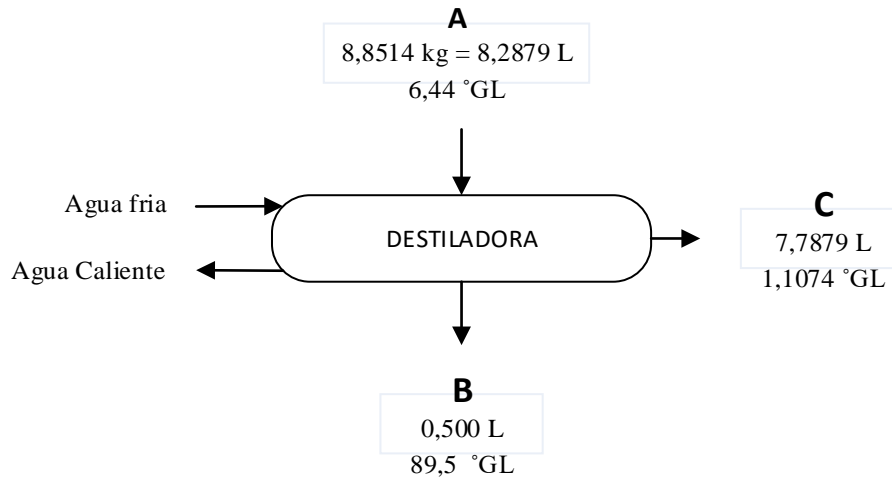 A
8,8514 kg = 8,2879 L
6,44 ˚GL
Agua fria
Agua Caliente
DESTILADORA
C
7,7879 L
1,1074 ˚GL
B
0,500 L
89,5 ˚GL